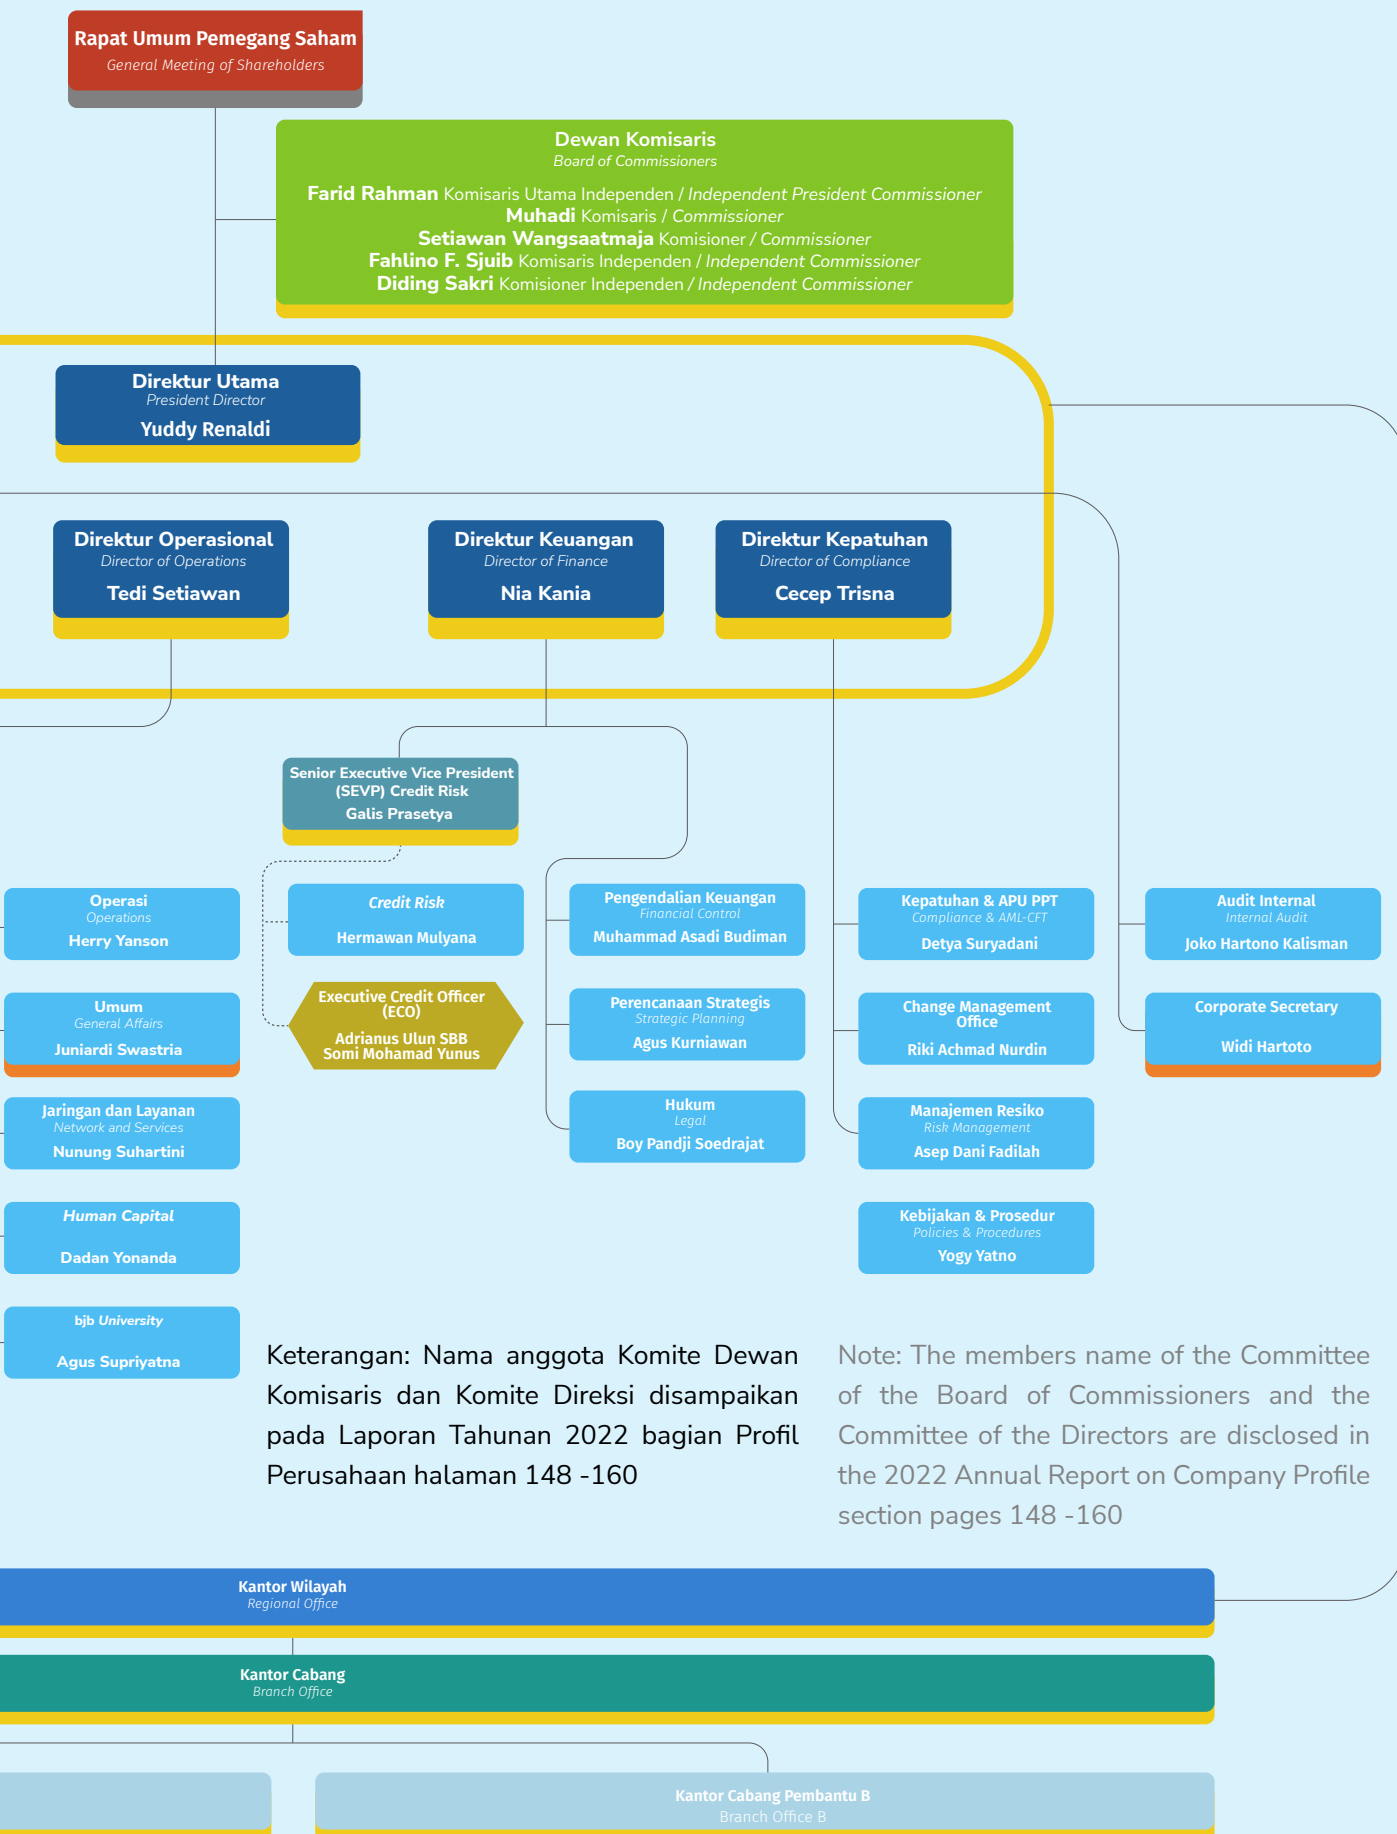 Rapat Umum Pemegang Saham
General Meeting of Shareholders
Dewan Komisaris
Board of Commissioners
Farid Rahman Komisaris Utama Independen / Independent President Commissioner
Muhadi Komisaris / Commissioner
Setiawan Wangsaatmaja Komisioner / Commissioner
Fahlino F. Sjuib Komisaris Independen / Independent Commissioner
Diding Sakri Komisioner Independen / Independent Commissioner
Direktur Utama
President Director
Yuddy Renaldi
Direktur Operasional
Director of Operations
Tedi Setiawan
Direktur Keuangan
Director of Finance
Nia Kania
Direktur Kepatuhan
Director of Compliance
Cecep Trisna
Senior Executive Vice President
(SEVP) Credit Risk
Galis Prasetya
Operasi
Operations
Herry Yanson
Umum
General Affairs
Juniardi Swastria
Jaringan dan Layanan
Network and Services
Nunung Suhartini
Human Capital
Dadan Yonanda
bjb University
Agus Supriyatna
Credit Risk
Hermawan Mulyana
Executive Credit Officer
(ECO)
Adrianus Ulun SBB
Somi Mohamad Yunus
Pengendalian Keuangan
Financial Control
Muhammad Asadi Budiman
Perencanaan Strategis
Strategic Planning
Agus Kurniawan
Hukum
Legal
Boy Pandji Soedrajat
Kepatuhan & APU PPT
Compliance & AML-CFT
Detya Suryadani
Change Management
Office
Riki Achmad Nurdin
Manajemen Resiko
Risk Management
Asep Dani Fadilah
Kebijakan & Prosedur
Policies & Procedures
Yogy Yatno
Audit Internal
Internal Audit
Joko Hartono Kalisman
Corporate Secretary
Widi Hartoto
Keterangan: Nama anggota Komite Dewan
Komisaris dan Komite Direksi disampaikan
pada Laporan Tahunan 2022 bagian Profil
Perusahaan halaman 148 -160
Note: The members name of the Committee
of the Board of Commissioners and the
Committee of the Directors are disclosed in
the 2022 Annual Report on Company Profile
section pages 148 -160
Kantor Wilayah
Regional Office
Kantor Cabang
Branch Office
Kantor Cabang Pembantu B
Branch Office B